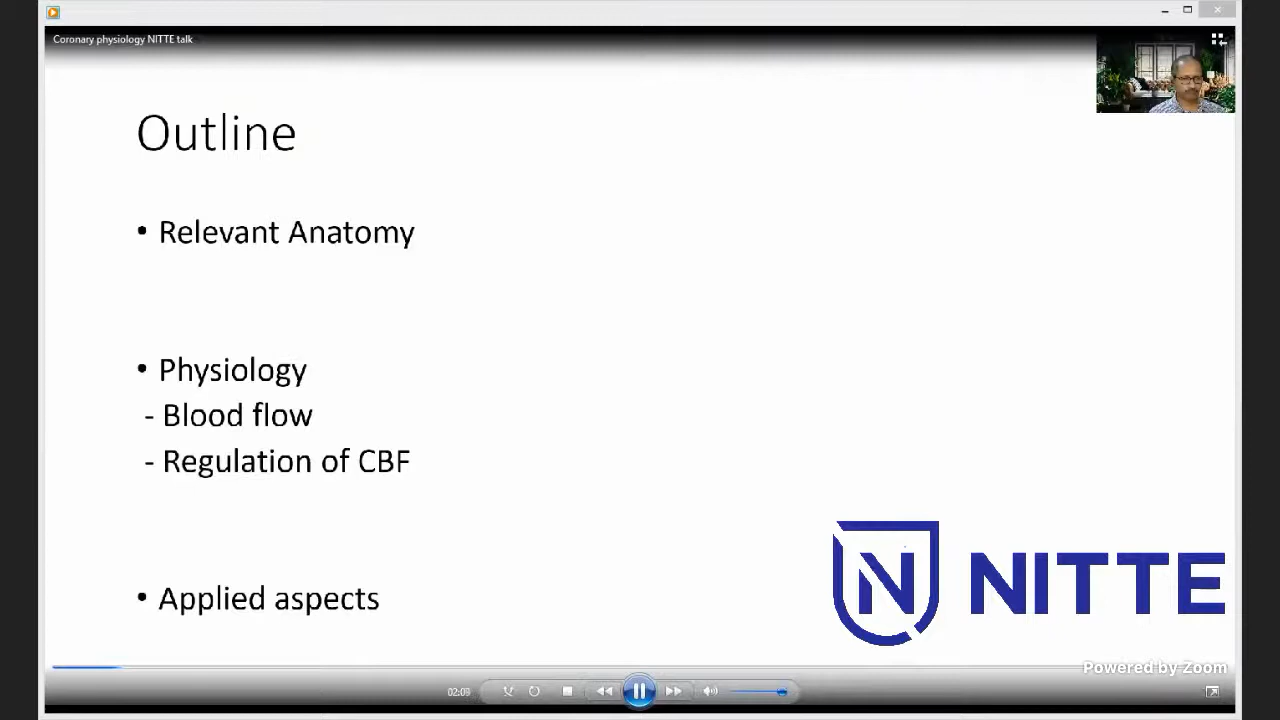 Coronary physiology NITTE talk
Outline
• Relevant Anatomy
• Physiology
- Blood flow
- Regulation of CBF
• Applied aspects
N NITTE
Powered by Zoom
02:09